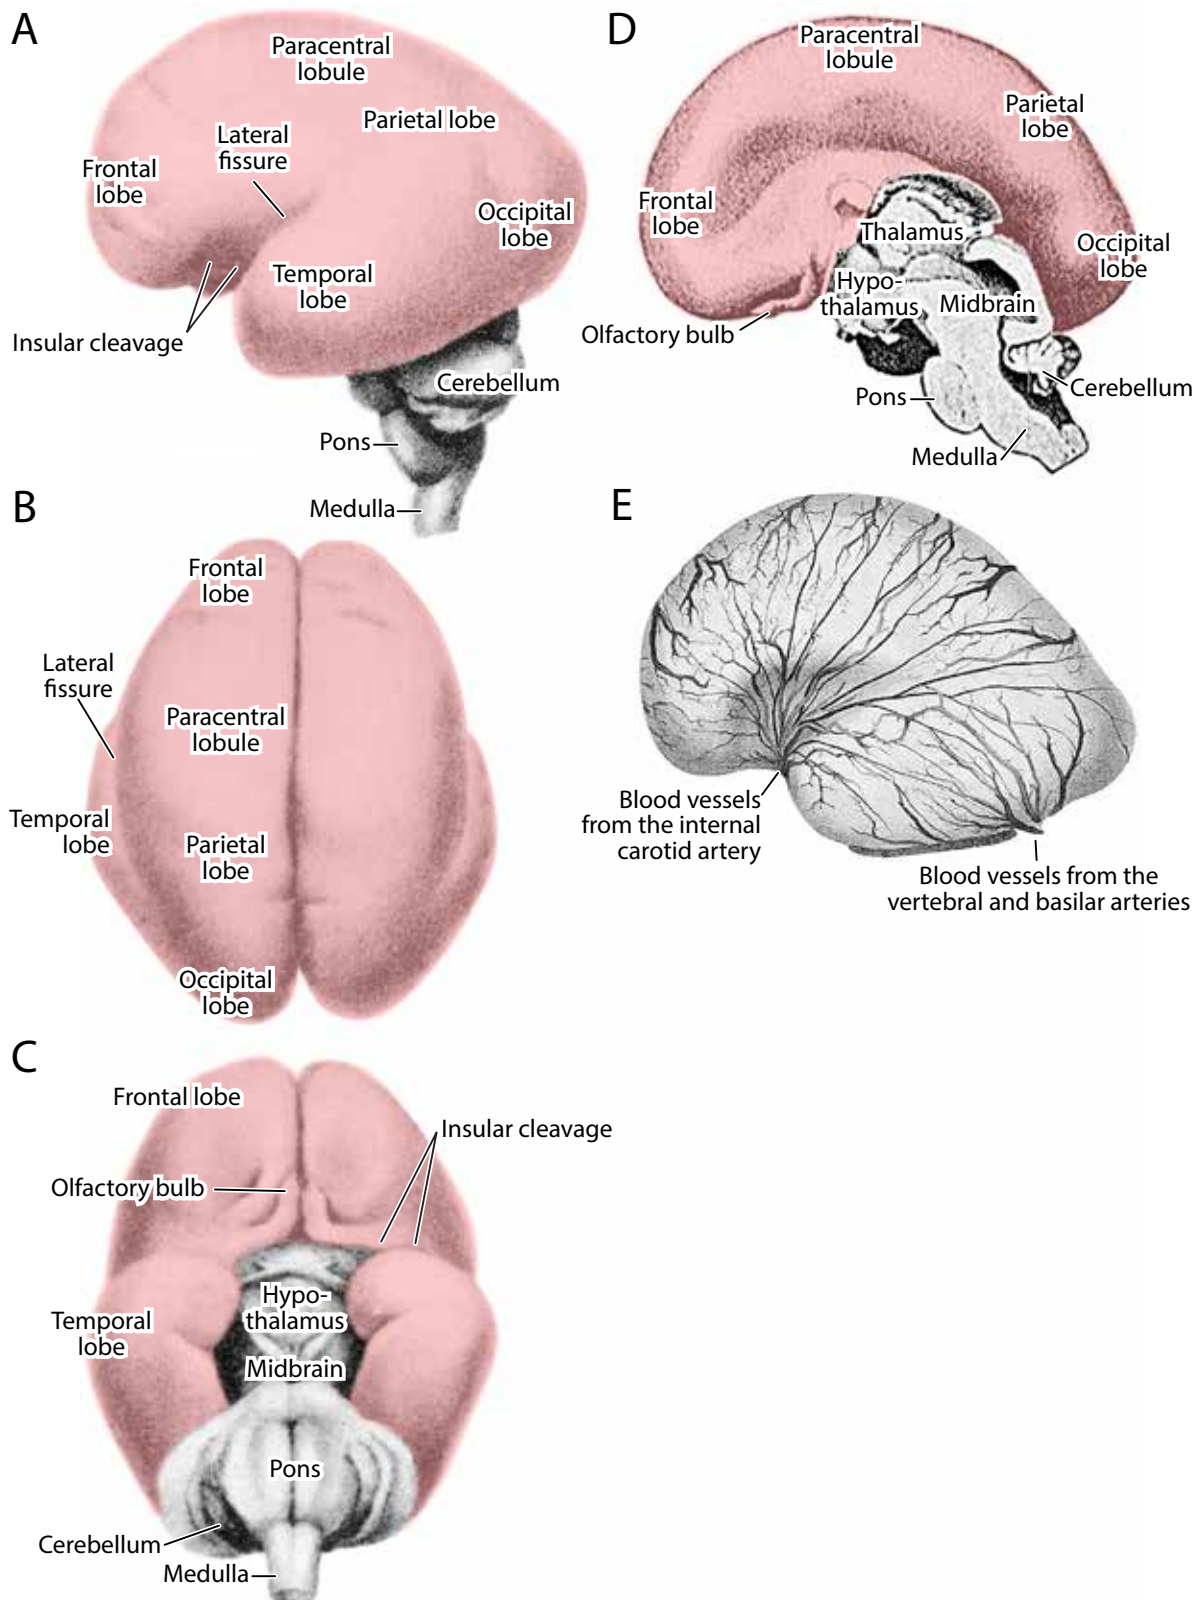 A
Paracentral
lobule
Parietal lobe
Lateral
fissure
Frontal
lobe
Occipital
lobe
Temporal
lobe
Insular cleavage
Cerebellum
Pons
Medulla
B
Frontal
lobe
Lateral
fissure
Paracentral
lobule
Temporal
lobe
Parietal
lobe
Occipital
lobe
C
Frontal lobe
Insular cleavage
Olfactory bulb
Hypo-
thalamus
Temporal
lobe
Midbrain
Pons
Cerebellum
Medulla
D
Paracentral
lobule
Parietal
lobe
Frontal
lobe
Thalamus
Occipital
lobe
Hypo-
thalamus
Midbrain
Olfactory bulb
Cerebellum
Pons
Medulla
E
Blood vessels
from the internal
carotid artery
Blood vessels from the
vertebral and basilar arteries